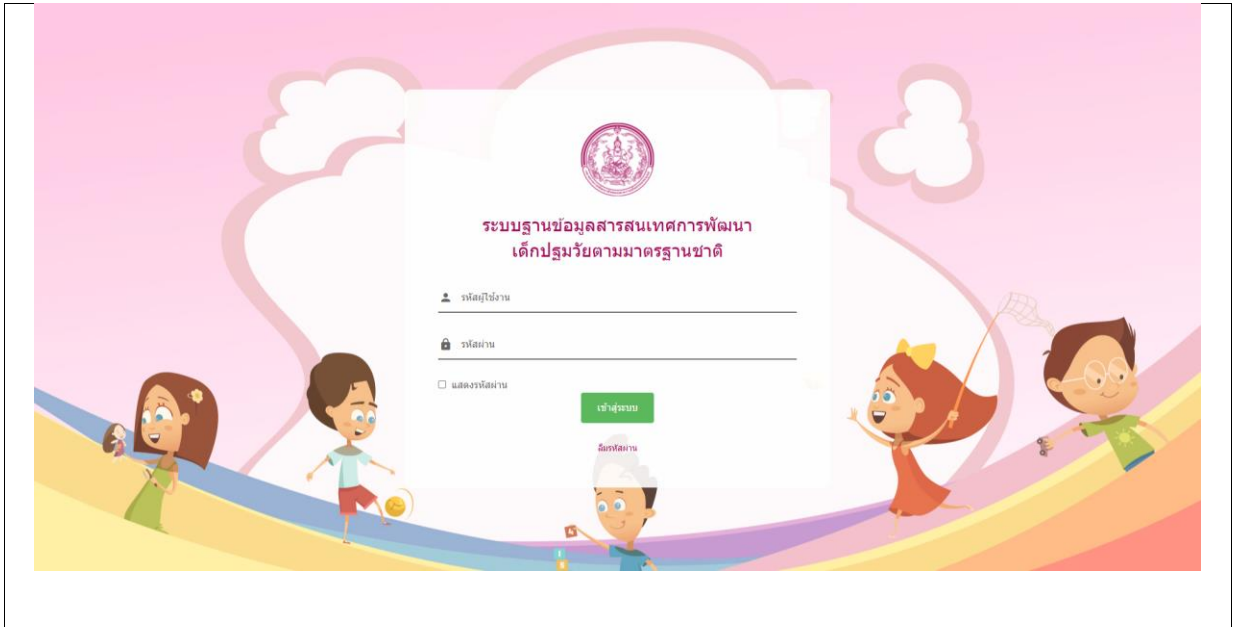 ระบบฐานข้อมูลสารสนเทศการพัฒนา
เด็กปฐมวัยตามมาตรฐานชาติ
รหัสผู้ใช้งาน
รหัสผ่าน
แสดงรหัสผ่าน
เข้าสู่ระบบ
ลืมรหัสผ่าน